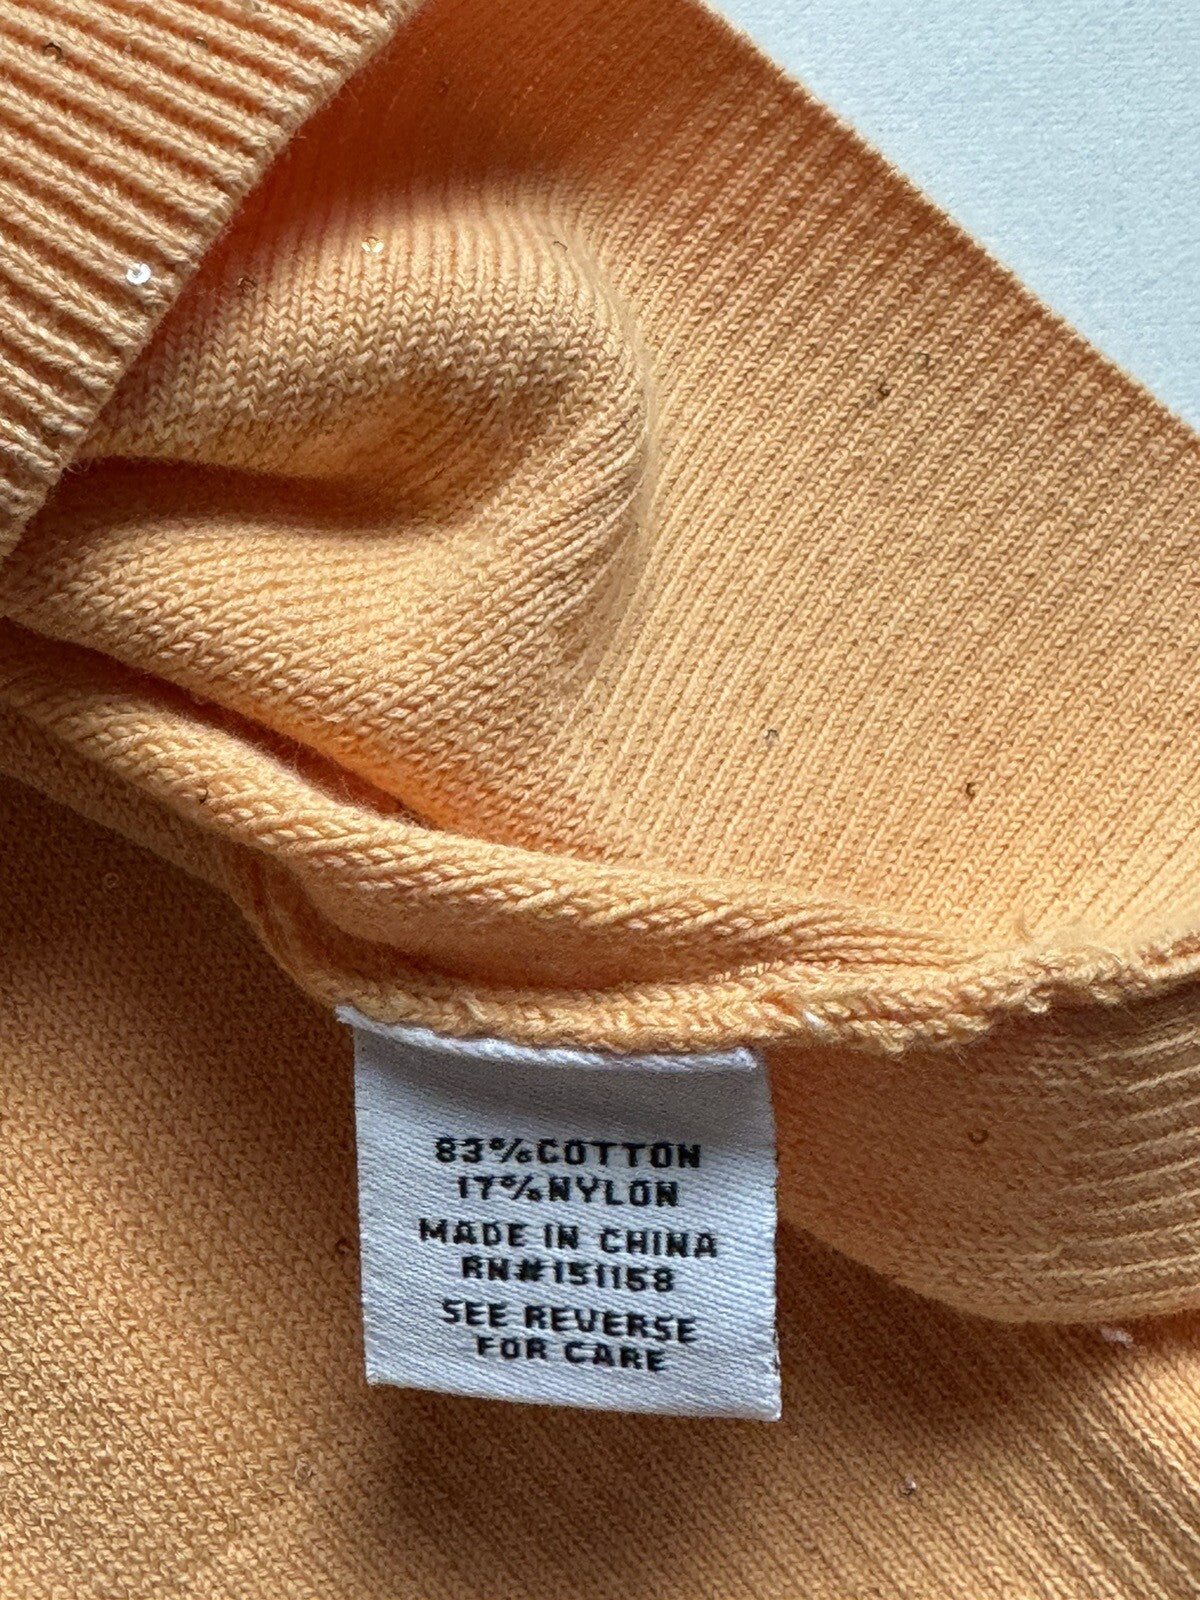 83%COTTON
17%NYLON
MADE IN CHINA
RN#151158
SEE REVERSE
FOR CARE